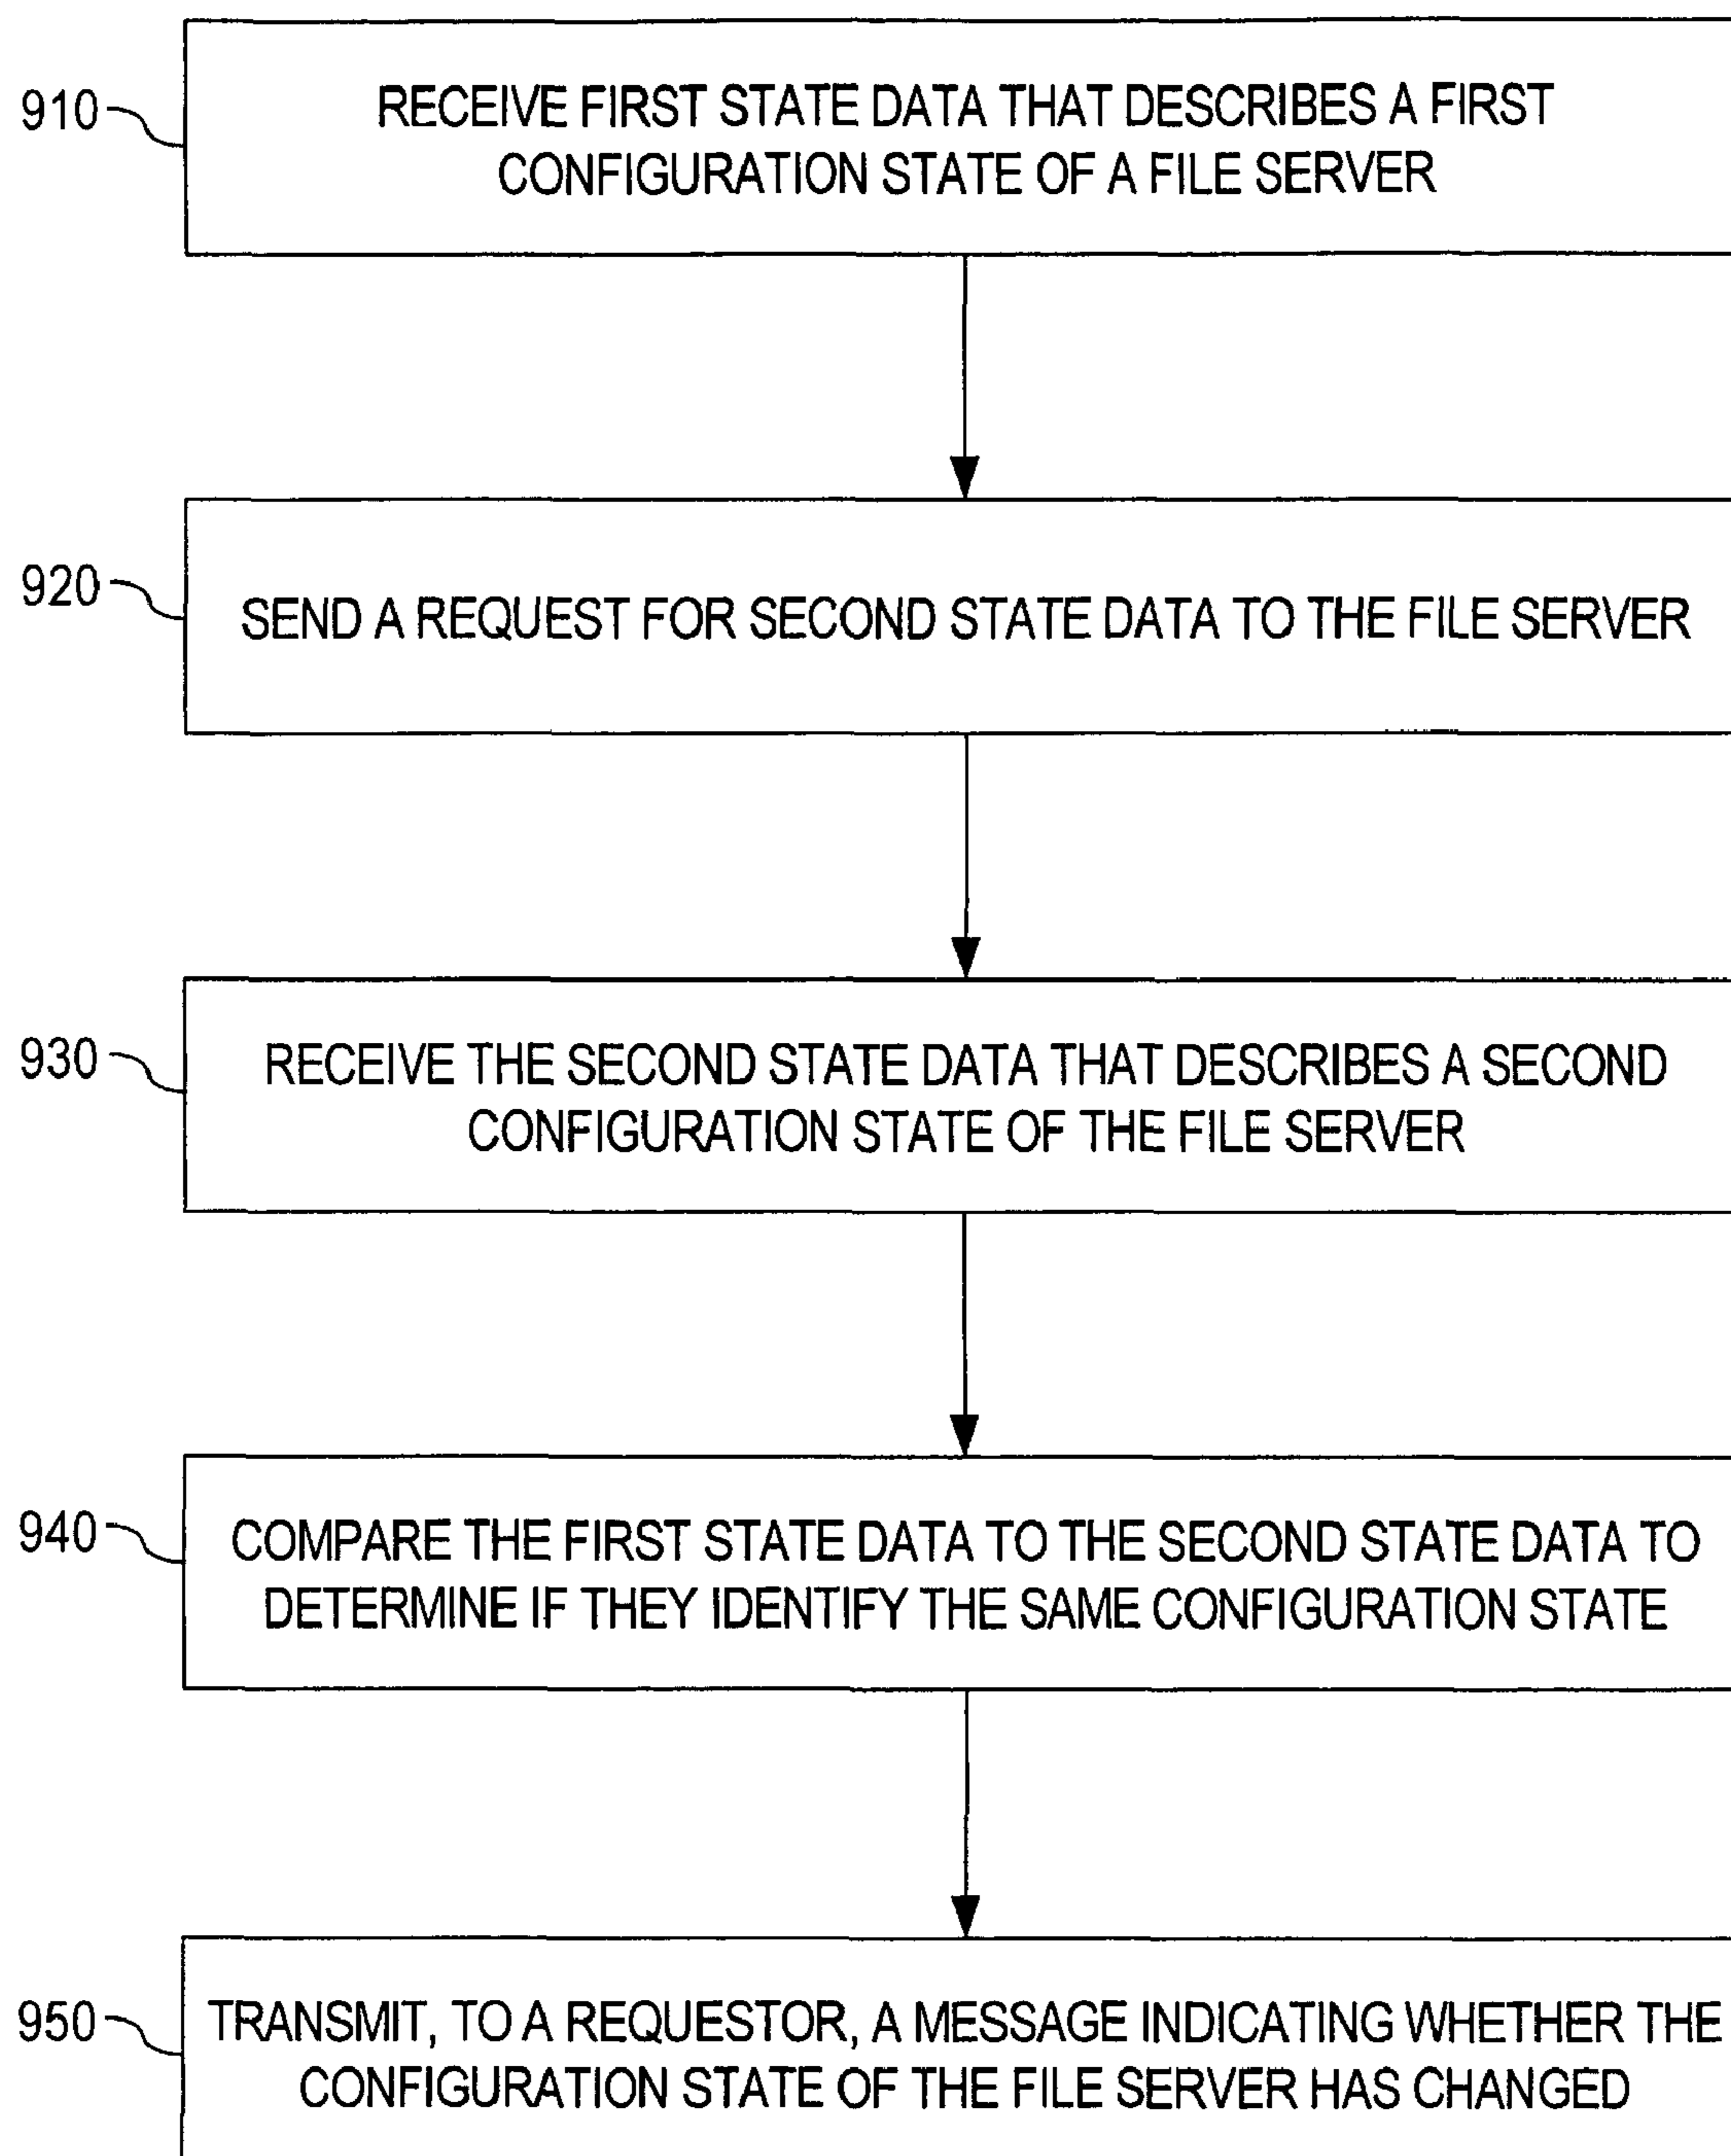 910
RECEIVE FIRST STATE DATA THAT DESCRIBES A FIRST
CONFIGURATION STATE OF A FILE SERVER
920
SEND A REQUEST FOR SECOND STATE DATA TO THE FILE SERVER
930
RECEIVE THE SECOND STATE DATA THAT DESCRIBES A SECOND
CONFIGURATION STATE OF THE FILE SERVER
940
COMPARE THE FIRST STATE DATA TO THE SECOND STATE DATA TO
DETERMINE IF THEY IDENTIFY THE SAME CONFIGURATION STATE
950
TRANSMIT, TO A REQUESTOR, A MESSAGE INDICATING WHETHER THE
CONFIGURATION STATE OF THE FILE SERVER HAS CHANGED